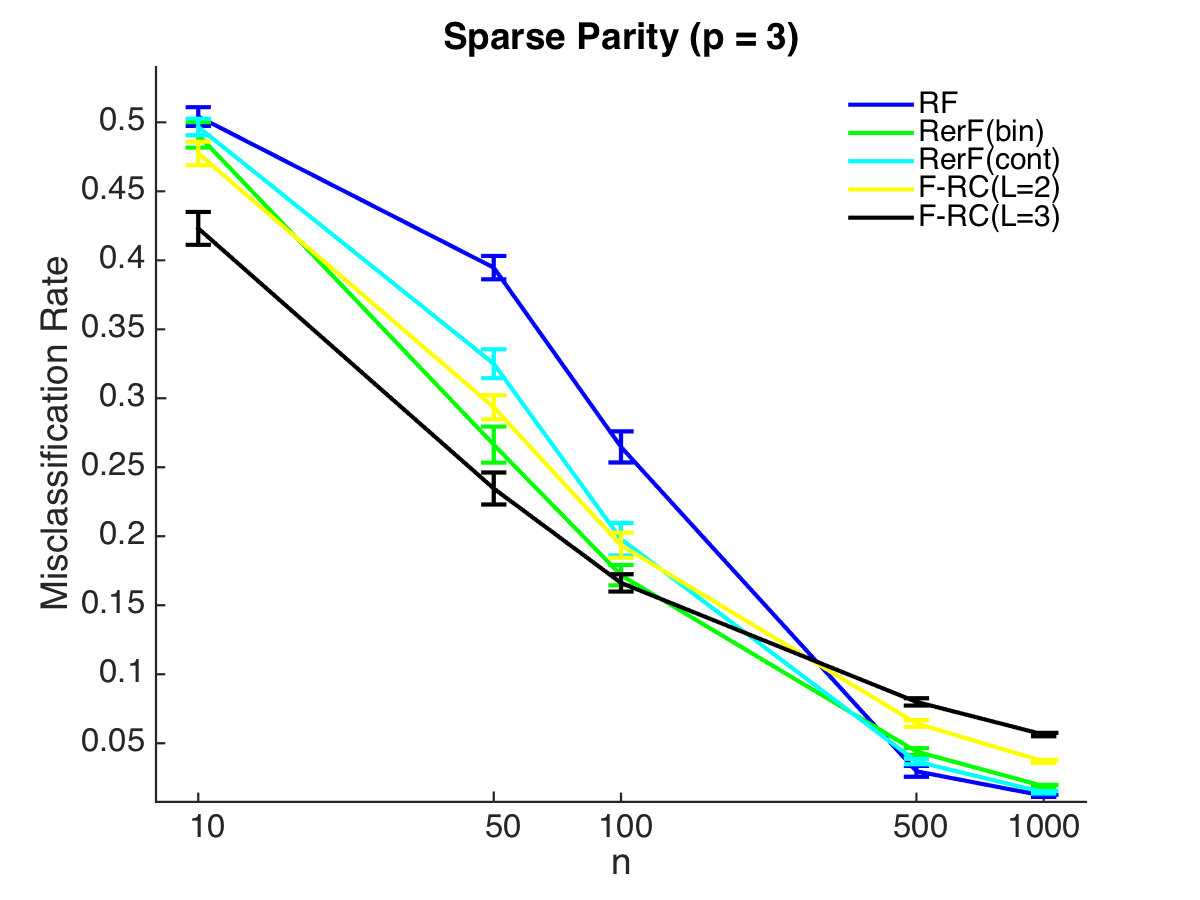 Sparse Parity (p = 3)
RF
RerF(bin)
RerF(cont)
F-RC(L=2)
F-RC(L=3)
Misclassification Rate
0.5
0.45
0.4
0.35
0.3
0.25
0.2
0.15
0.1
0.05
10 50 100 500 1000
n